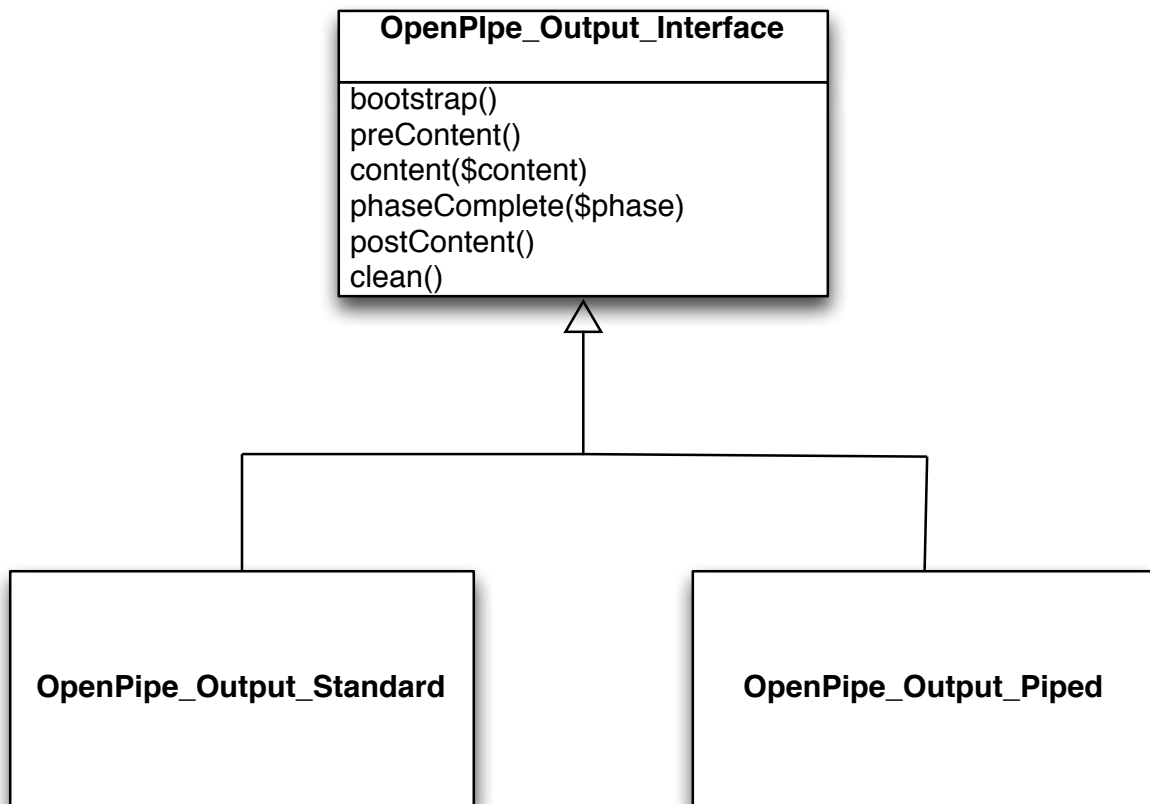 OpenPIpe_Output_Interface
bootstrap()
preContent()
content($content)
phaseComplete($phase)
postContent()
clean()
OpenPipe_Output_Standard
OpenPipe_Output_Piped